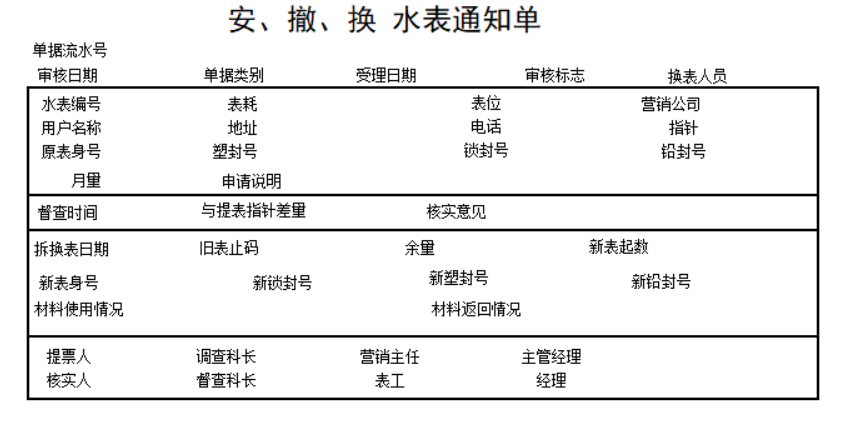 安、撤、换 水表通知单
单据流水号
审核日期 单据类别 受理日期 审核标志 换表人员
水表编号 表耗 表位 营销公司
用户名称 地址 电话 指针
原表身号 塑封号 锁封号 铅封号
月量 申请说明
督查时间 与提表指针差量 核实意见
拆换表日期 旧表止码 余量 新表起数
新表身号 新锁封号 新塑封号 新铅封号
材料使用情况 材料返回情况
提票人 调查科长 营销主任 主管经理
核实人 督查科长 表工 经理